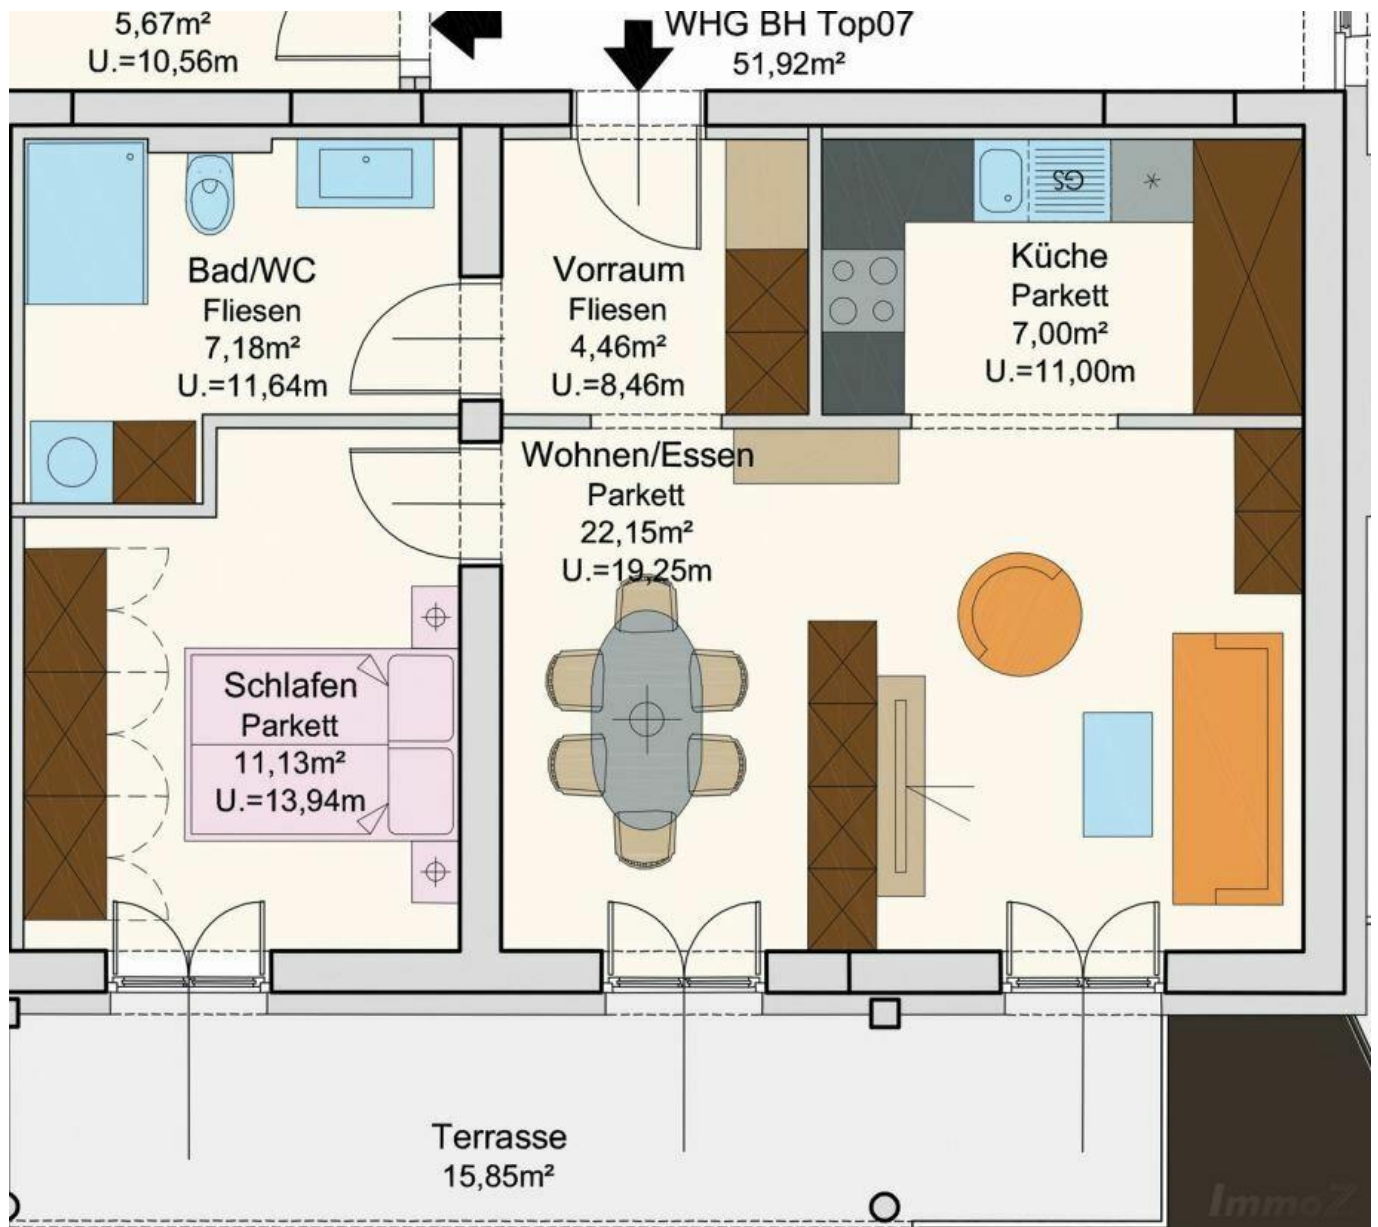 5,67m²
U.=10,56m
WHG BH Top07
51,92m²
Bad/WC
Fliesen
7,18m²
U.=11,64m
Vorraum
Fliesen
4,46m²
U.=8,46m
GS
Küche
Parkett
7,00m²
U.=11,00m
Wohnen/Essen
Parkett
22,15m²
U.=19,25m
Schlafen
Parkett
11,13m²
U.=13,94m
Terrasse
15,85m²
ImmoZ